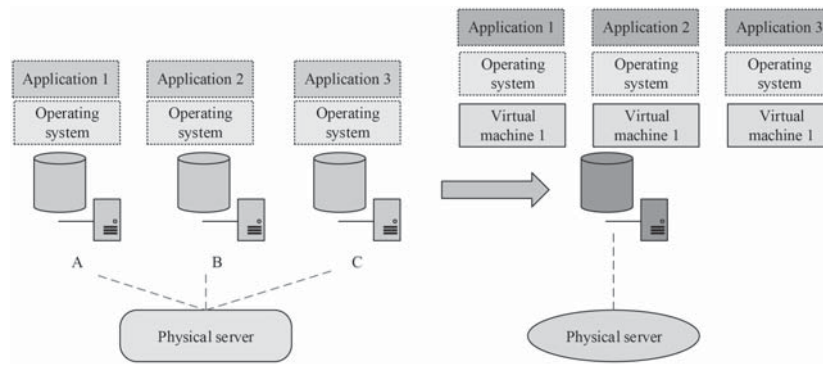 Application 1
Application 2
Application 3
Operating
system
Operating
system
Operating
system
A
B
C
Physical server
Application 1
Application 2
Application 3
Operating
system
Operating
system
Operating
system
Virtual
machine 1
Virtual
machine 1
Virtual
machine 1
Physical server